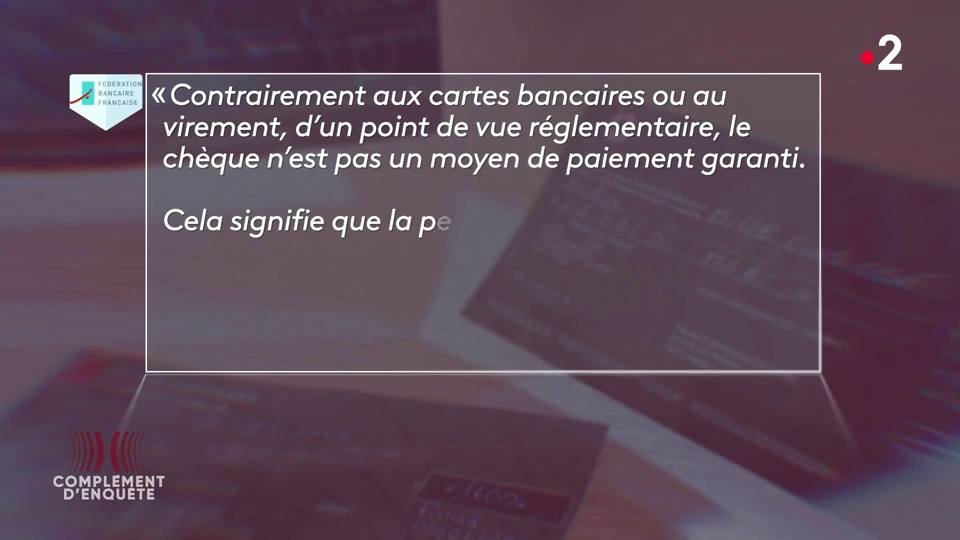 2
FÉDÉRATION
BANCAIRE
FRANÇAISE
« Contrairement aux cartes bancaires ou au
virement, d'un point de vue réglementaire, le
chèque n'est pas un moyen de paiement garanti.
Cela signifie que la pe
COMPLÉMENT
D'ENQUÊTE